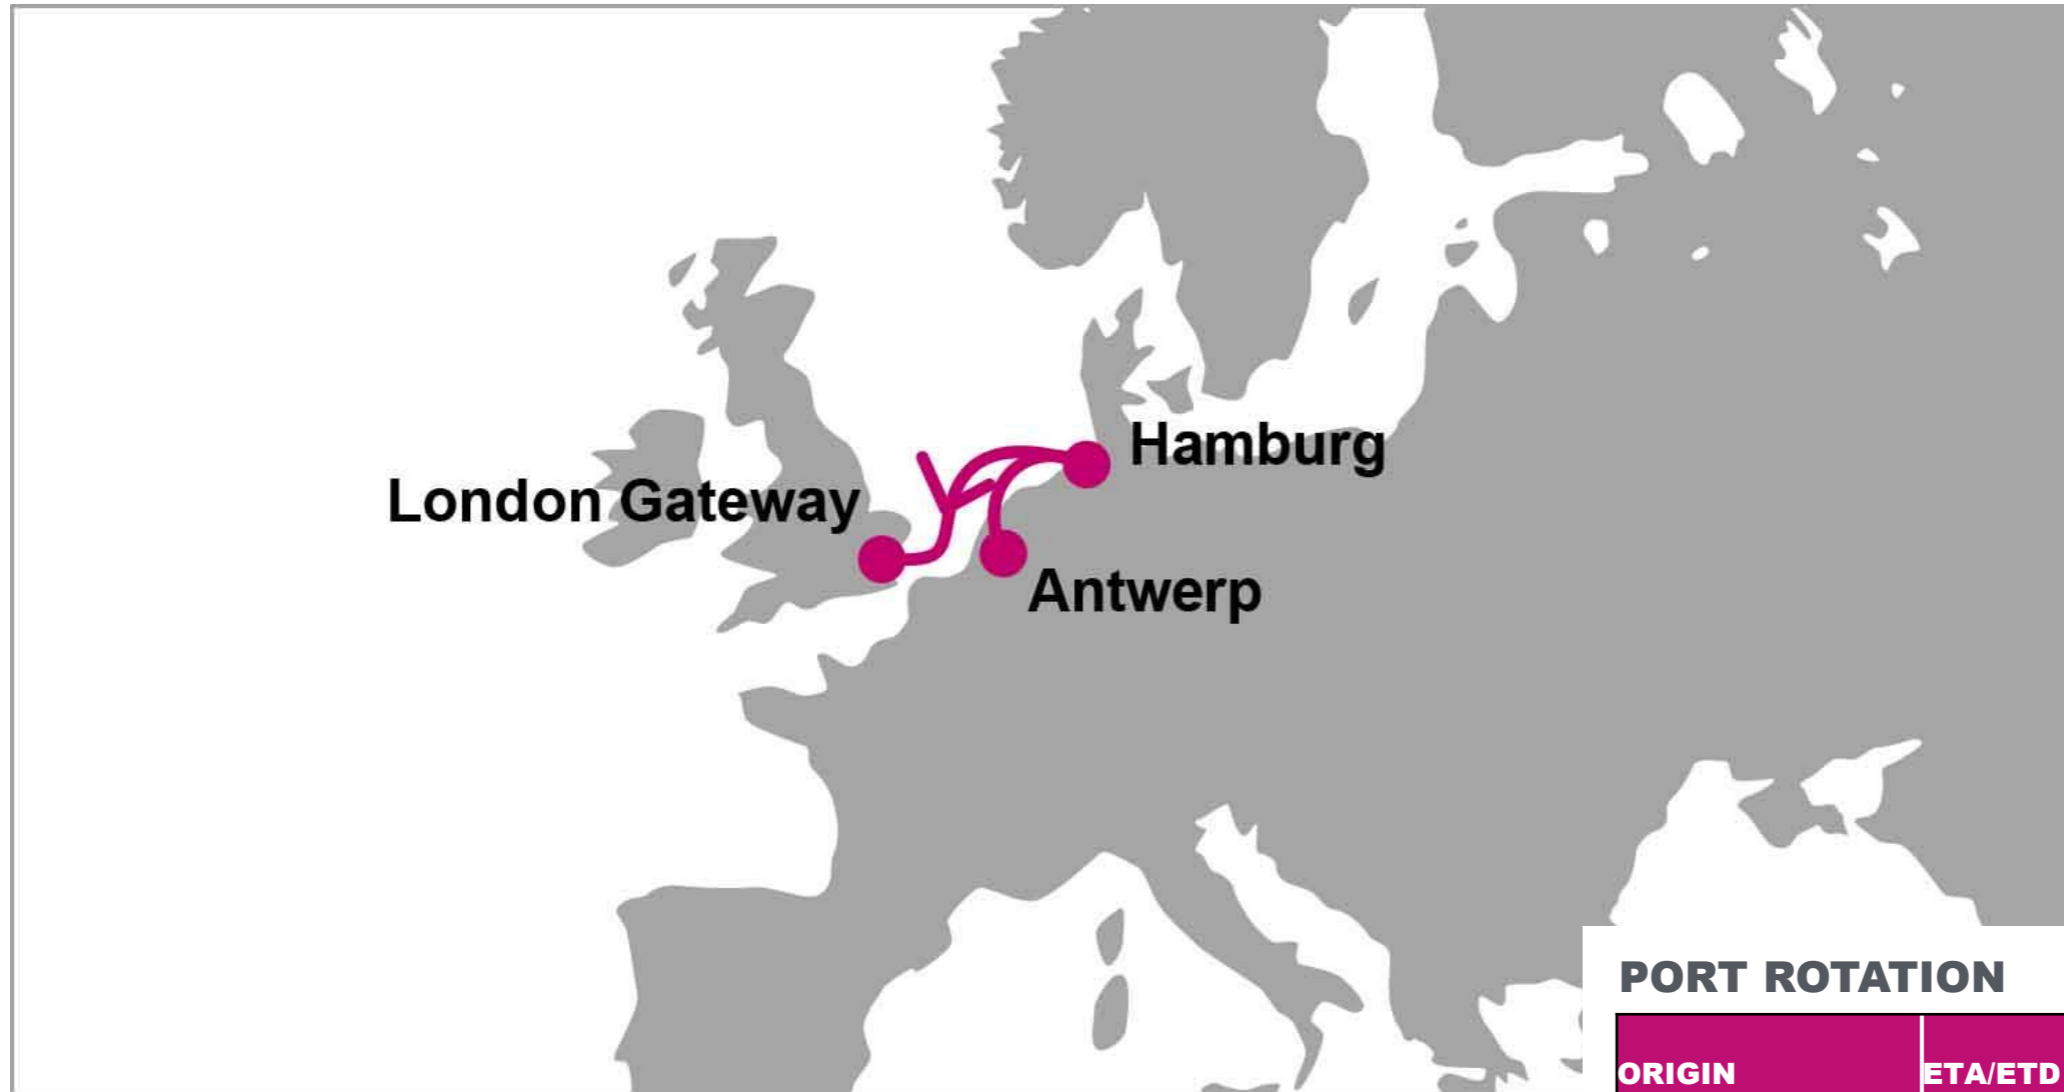 Hamburg
London Gateway
Antwerp
PORT ROTATION
ORIGIN
ETA/ETD